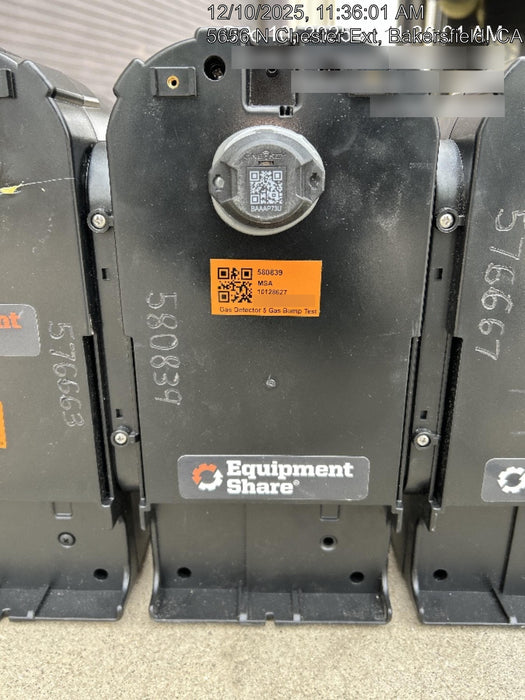 12/10/2025, 11:36:01 AM
5656 N Chester Ext, Bakersfield, CA
BAAAP73U
580839
MSA
10128627
Gas Detector 5 Gas Bump Test
580839
576663
576667
Equipment
Share®